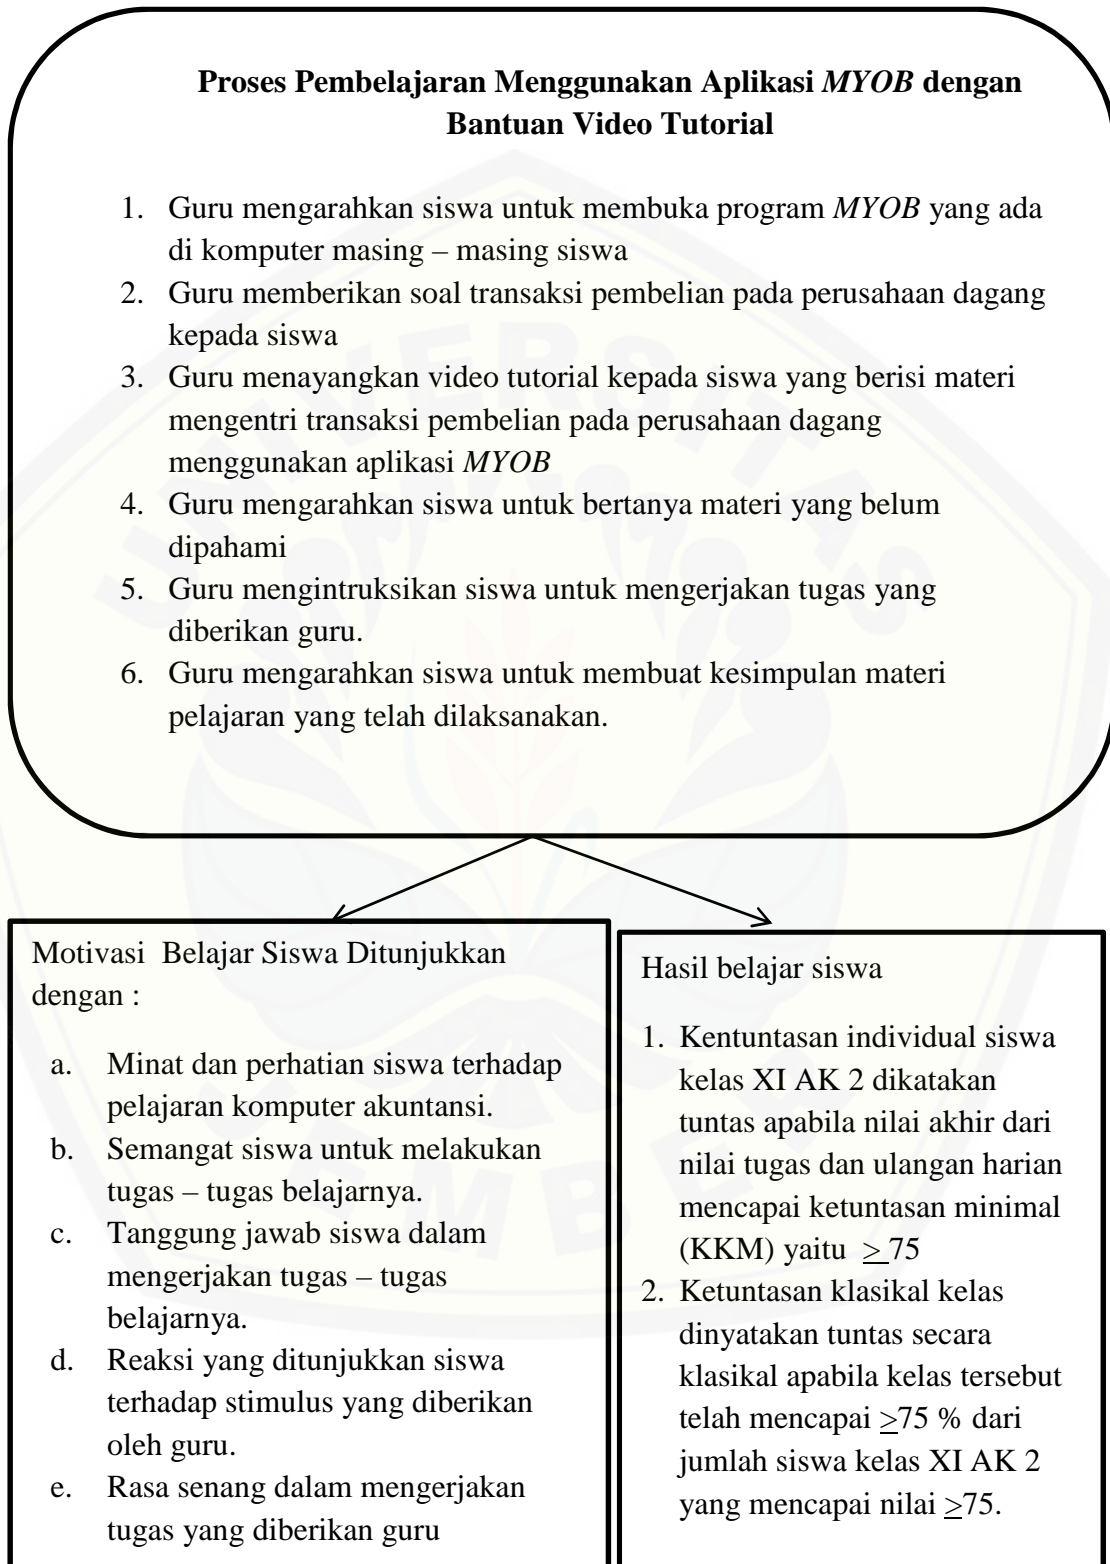 Proses Pembelajaran Menggunakan Aplikasi MYOB dengan
Bantuan Video Tutorial
1. Guru mengarahkan siswa untuk membuka program MYOB yang ada
di komputer masing – masing siswa
2. Guru memberikan soal transaksi pembelian pada perusahaan dagang
kepada siswa
3. Guru menayangkan video tutorial kepada siswa yang berisi materi
mengentri transaksi pembelian pada perusahaan dagang
menggunakan aplikasi MYOB
4. Guru mengarahkan siswa untuk bertanya materi yang belum
dipahami
5. Guru mengintruksikan siswa untuk mengerjakan tugas yang
diberikan guru.
6. Guru mengarahkan siswa untuk membuat kesimpulan materi
pelajaran yang telah dilaksanakan.
Motivasi Belajar Siswa Ditunjukkan
dengan :
a. Minat dan perhatian siswa terhadap
pelajaran komputer akuntansi.
b. Semangat siswa untuk melakukan
tugas – tugas belajarnya.
c. Tanggung jawab siswa dalam
mengerjakan tugas – tugas
belajarnya.
d. Reaksi yang ditunjukkan siswa
terhadap stimulus yang diberikan
oleh guru.
e. Rasa senang dalam mengerjakan
tugas yang diberikan guru
Hasil belajar siswa
1. Kentuntasan individual siswa
kelas XI AK 2 dikatakan
tuntas apabila nilai akhir dari
nilai tugas dan ulangan harian
mencapai ketuntasan minimal
(KKM) yaitu ≥ 75
2. Ketuntasan klasikal kelas
dinyatakan tuntas secara
klasikal apabila kelas tersebut
telah mencapai ≥75 % dari
jumlah siswa kelas XI AK 2
yang mencapai nilai ≥75.
UNIVERSITAS
JEMBER